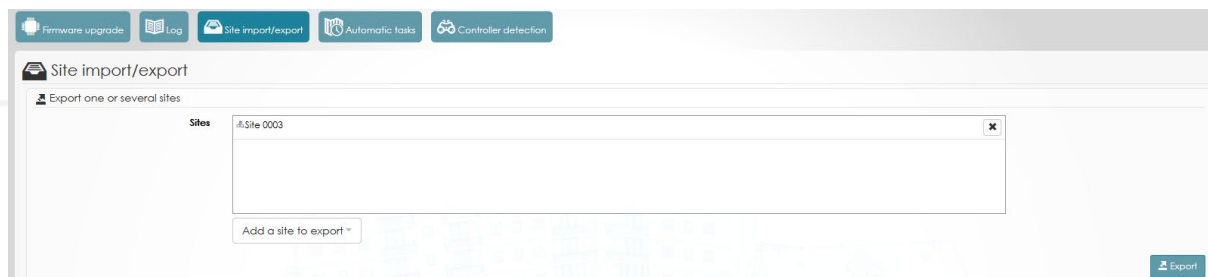 Firmware upgrade Log Site import/export Automatic tasks Controller detection
Site import/export
Export one or several sites
Sites Site 0003
Add a site to export
Export